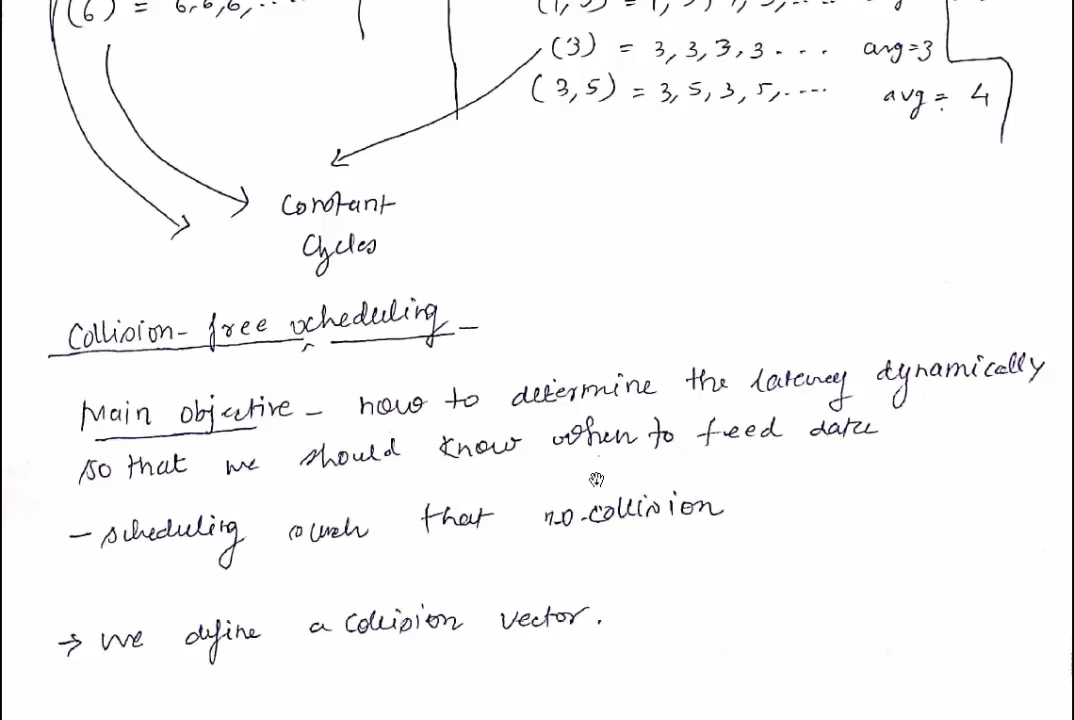 (6) = 6,6,6,....
= 1,
(3) = 3, 3, 3, 3 - - - avg=3
(3,5) = 3, 5, 3, 5, .... avg = 4
Constant
Cycles
Collision-free scheduling -
Main objective - how to determine the latency dynamically
so that we should know when to feed data
- scheduling such that no-collision
→ we define a collision vector.